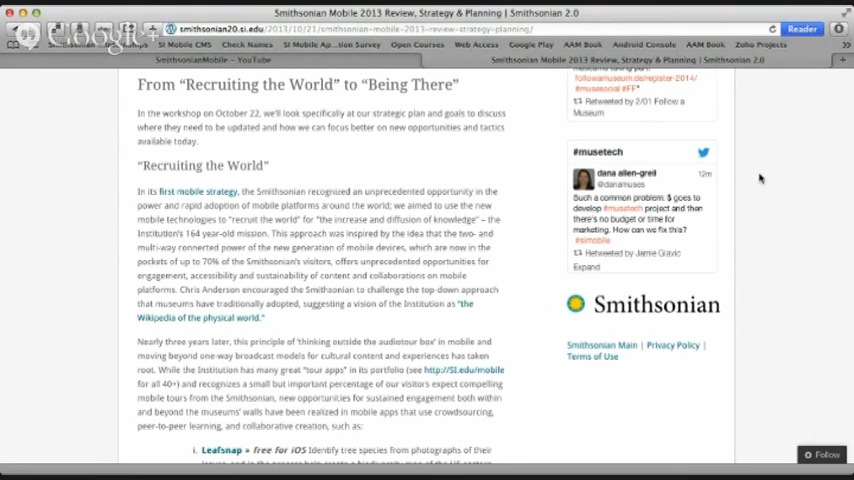 Smithsonian Mobile 2013 Review, Strategy & Planning | Smithsonian 2.0
Google+
smithsonian20.si.edu/2013/10/21/si-mobile-2013-review-strategy-planning/
Reader
SI Mobile CMS
Check Names
SI Mobile Ap...tion Survey
Open Courses
Web Access
Google Play
AAM Book
Android Console
AAM Book
Zoho Projects
SmithsonianMobile – YouTube
Smithsonian Mobile 2013 Review, Strategy & Planning | Smithsonian 2.0
From “Recruiting the World” to “Being There”
In the workshop on October 22, we’ll look specifically at our strategic plan and goals to discuss
where they need to be updated and how we can focus better on new opportunities and tactics
available today.
“Recruiting the World”
In its first mobile strategy, the Smithsonian recognized an unprecedented opportunity in the
power and rapid adoption of mobile platforms around the world; we aimed to use the new
mobile technologies to “recruit the world” for “the increase and diffusion of knowledge” – the
Institution’s 164 year-old mission. This approach was inspired by the idea that the two- and
multi-way connected power of the new generation of mobile devices, which are now in the
pockets of up to 70% of the Smithsonian’s visitors, offers unprecedented opportunities for
engagement, accessibility and sustainability of content and collaborations on mobile
platforms. Chris Anderson encouraged the Smithsonian to challenge the top-down approach
that museums have traditionally adopted, suggesting a vision of the Institution as “the
Wikipedia of the physical world.”
Nearly three years later, this principle of ‘thinking outside the audiotour box’ in mobile and
moving beyond one-way broadcast models for cultural content and experiences has taken
root. While the Institution has many great “tour apps” in its portfolio (see http://SI.edu/mobile
for all 40+) and recognizes a small but important percentage of our visitors expect compelling
mobile tours from the Smithsonian, new opportunities for sustained engagement both within
and beyond the museums’ walls have been realized in mobile apps that use crowdsourcing,
peer-to-peer learning, and collaborative creation, such as:
i. Leafsnap » free for iOS Identify tree species from photographs of their
followamuseum.de/register-2014/
#musesocial #FF"
Retweeted by 2/01 Follow a
Museum
#musetech
dana allen-greil
12m
@danamuses
Such a common problem: $ goes to
develop #musetech project and then
there's no budget or time for
marketing. How can we fix this?
#simobile
Retweeted by Jamie Glavic
Expand
Smithsonian
Smithsonian Main | Privacy Policy |
Terms of Use
Follow